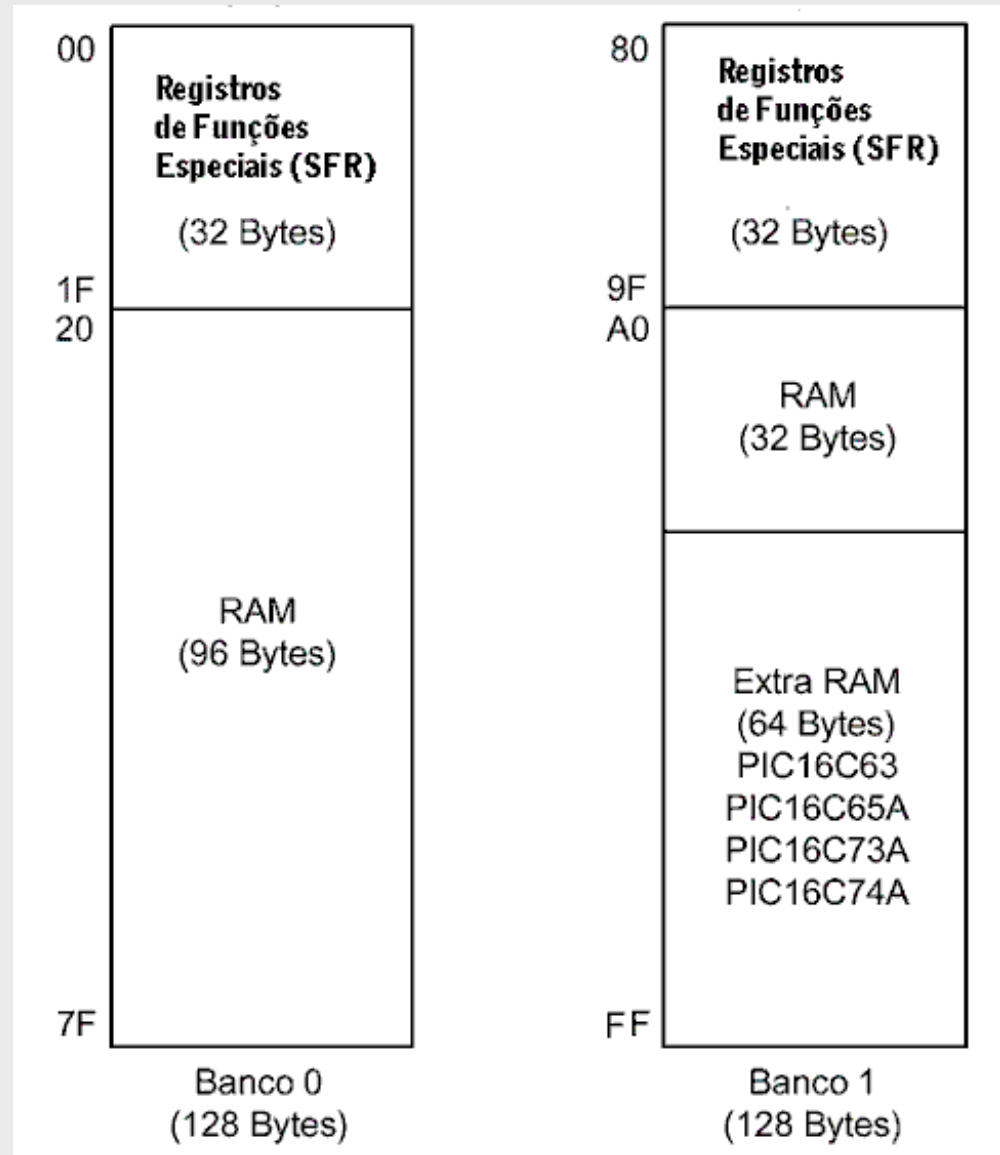 00
Registros
de Funções
Especiais (SFR)
(32 Bytes)
1F
20
RAM
(96 Bytes)
7F
Banco 0
(128 Bytes)
80
Registros
de Funções
Especiais (SFR)
(32 Bytes)
9F
A0
RAM
(32 Bytes)
Extra RAM
(64 Bytes)
PIC16C63
PIC16C65A
PIC16C73A
PIC16C74A
FF
Banco 1
(128 Bytes)